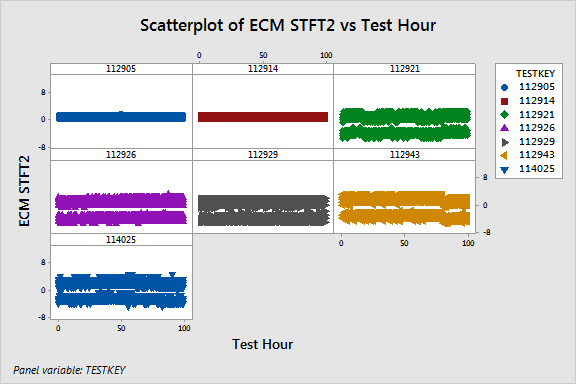 Scatterplot of ECM STFT2 vs Test Hour
0 50 100
112905 112914 112921
8
0
-8
112926 112929 112943
8
0
-8
0 50 100
114025
8
0
-8
0 50 100
ECM STFT2
Test Hour
TESTKEY
112905
112914
112921
112926
112929
112943
114025
Panel variable: TESTKEY